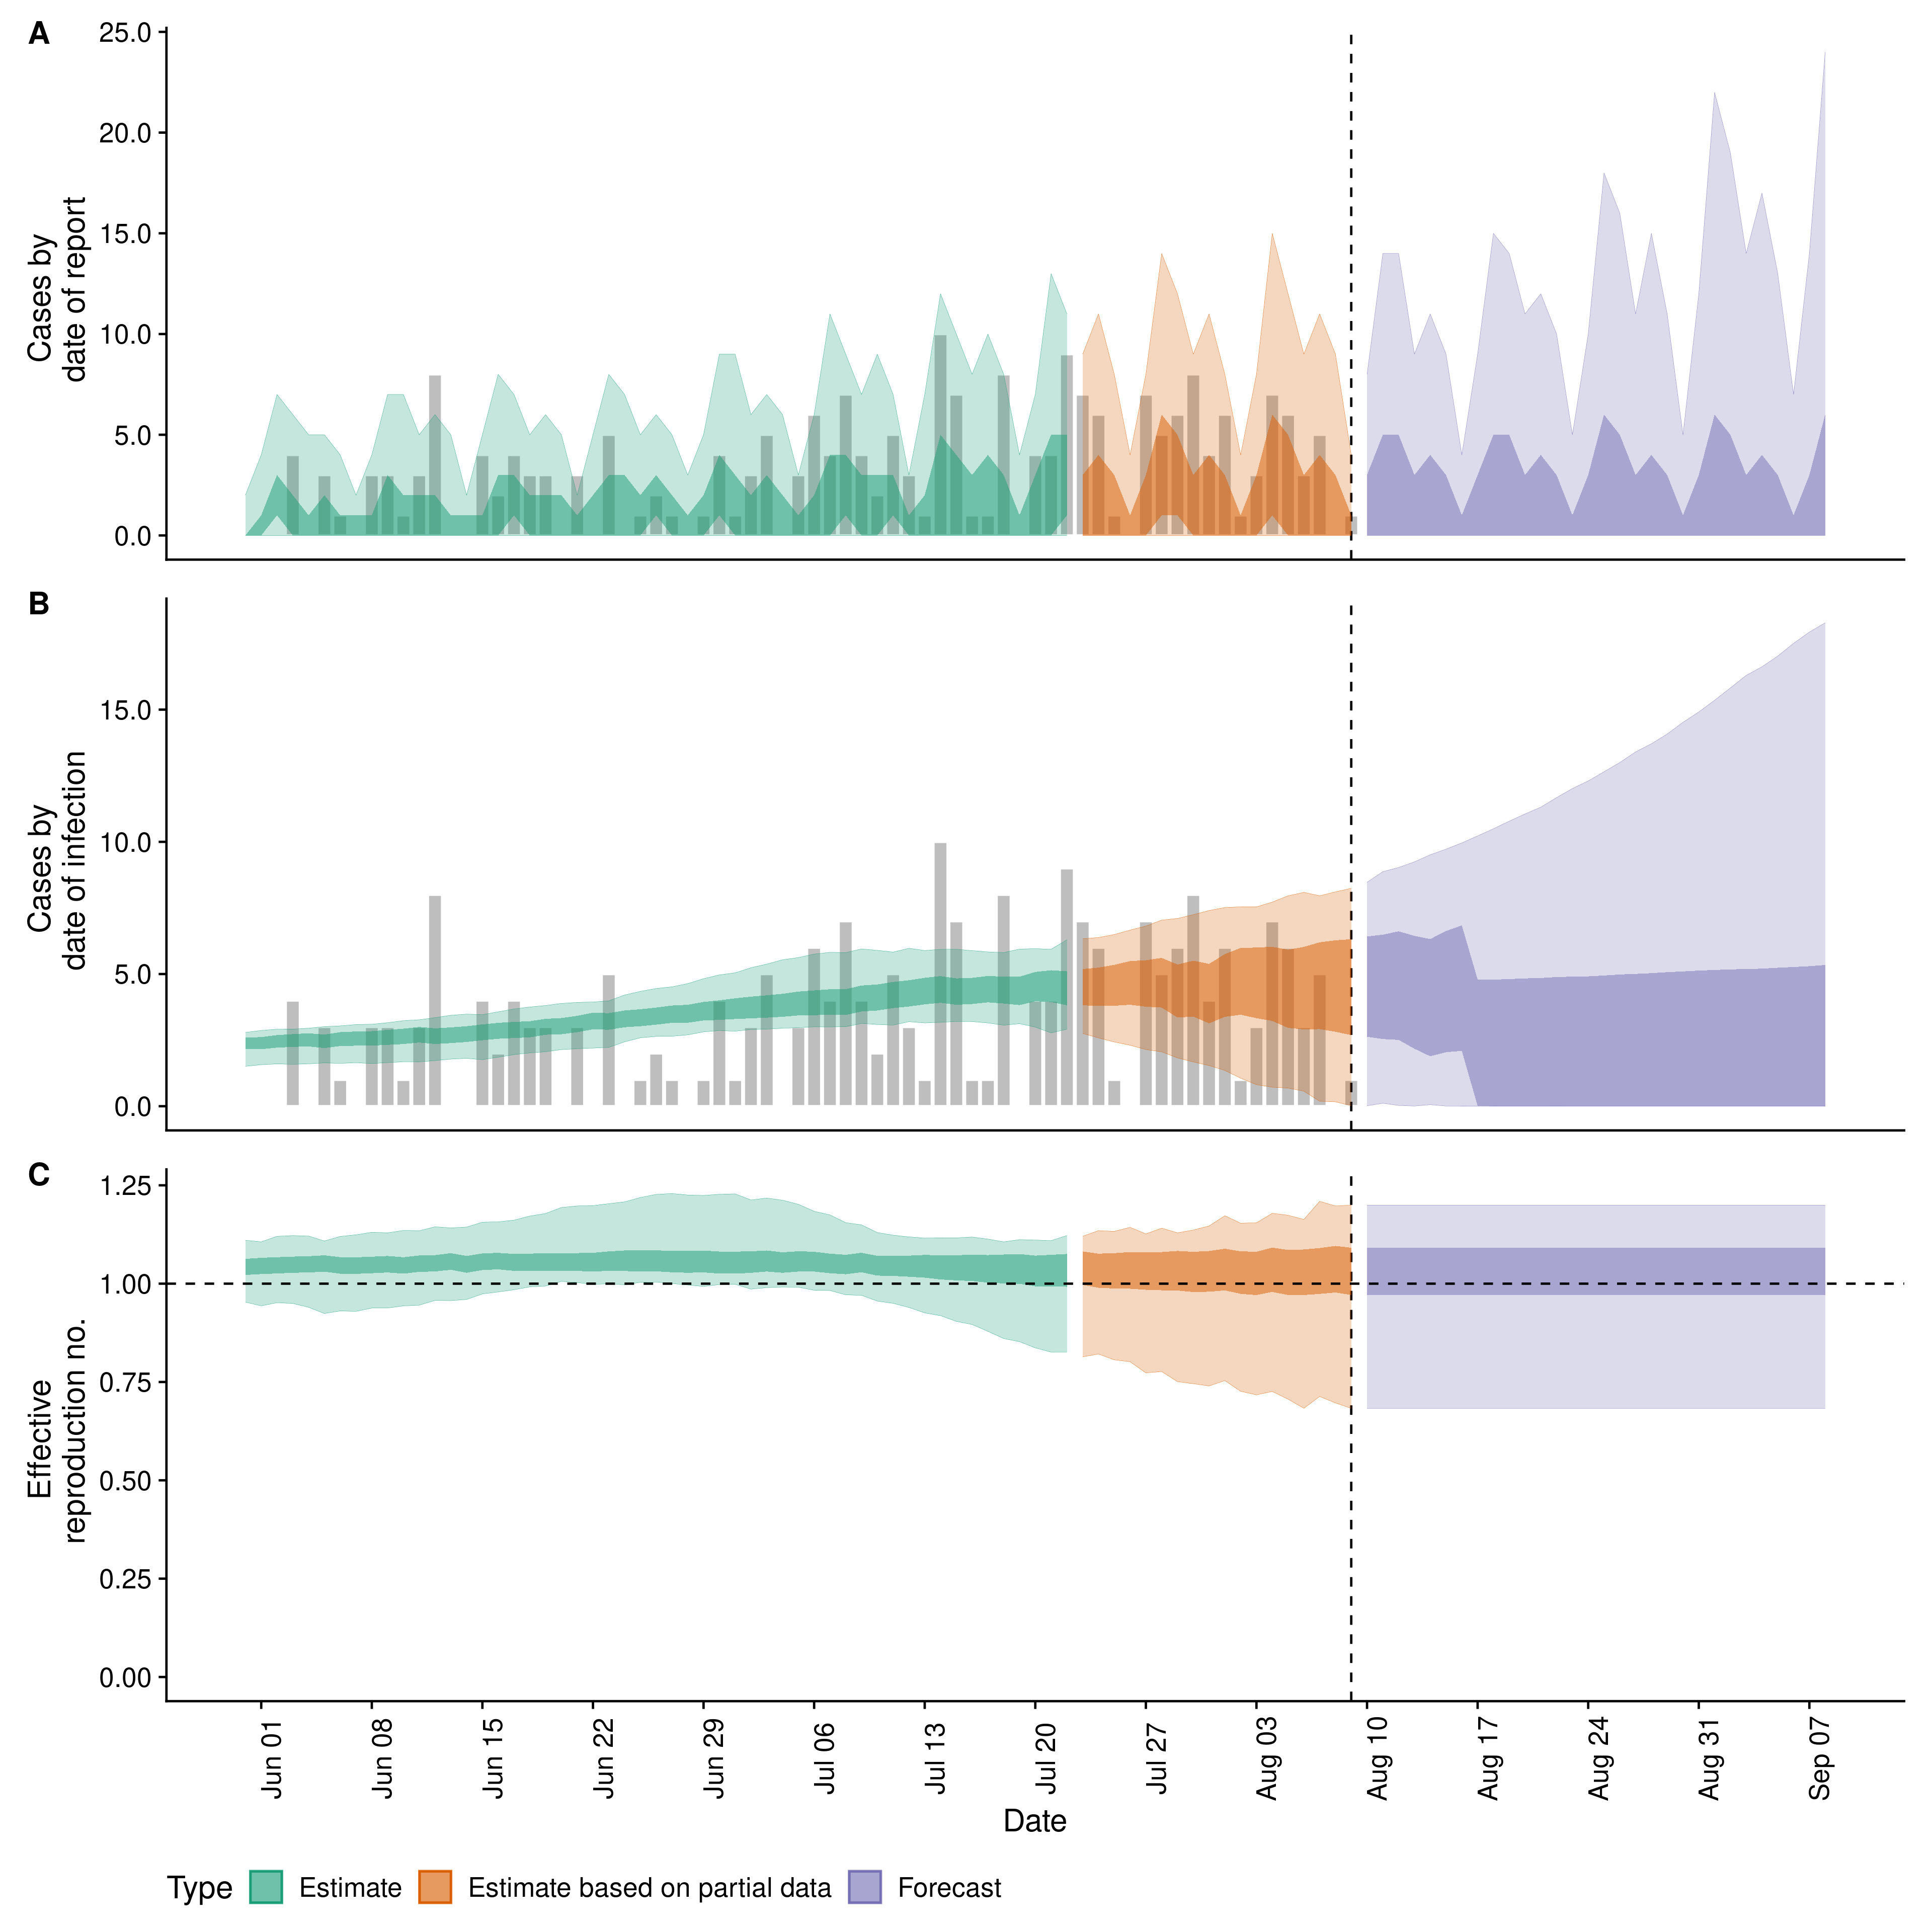 A
25.0
20.0
15.0
10.0
5.0
0.0
Cases by
date of report
B
15.0
10.0
5.0
0.0
Cases by
date of infection
C
1.25
1.00
0.75
0.50
0.25
0.00
Effective
reproduction no.
Jun 01
Jun 08
Jun 15
Jun 22
Jun 29
Jul 06
Jul 13
Jul 20
Jul 27
Aug 03
Aug 10
Aug 17
Aug 24
Aug 31
Sep 07
Date
Type Estimate Estimate based on partial data Forecast